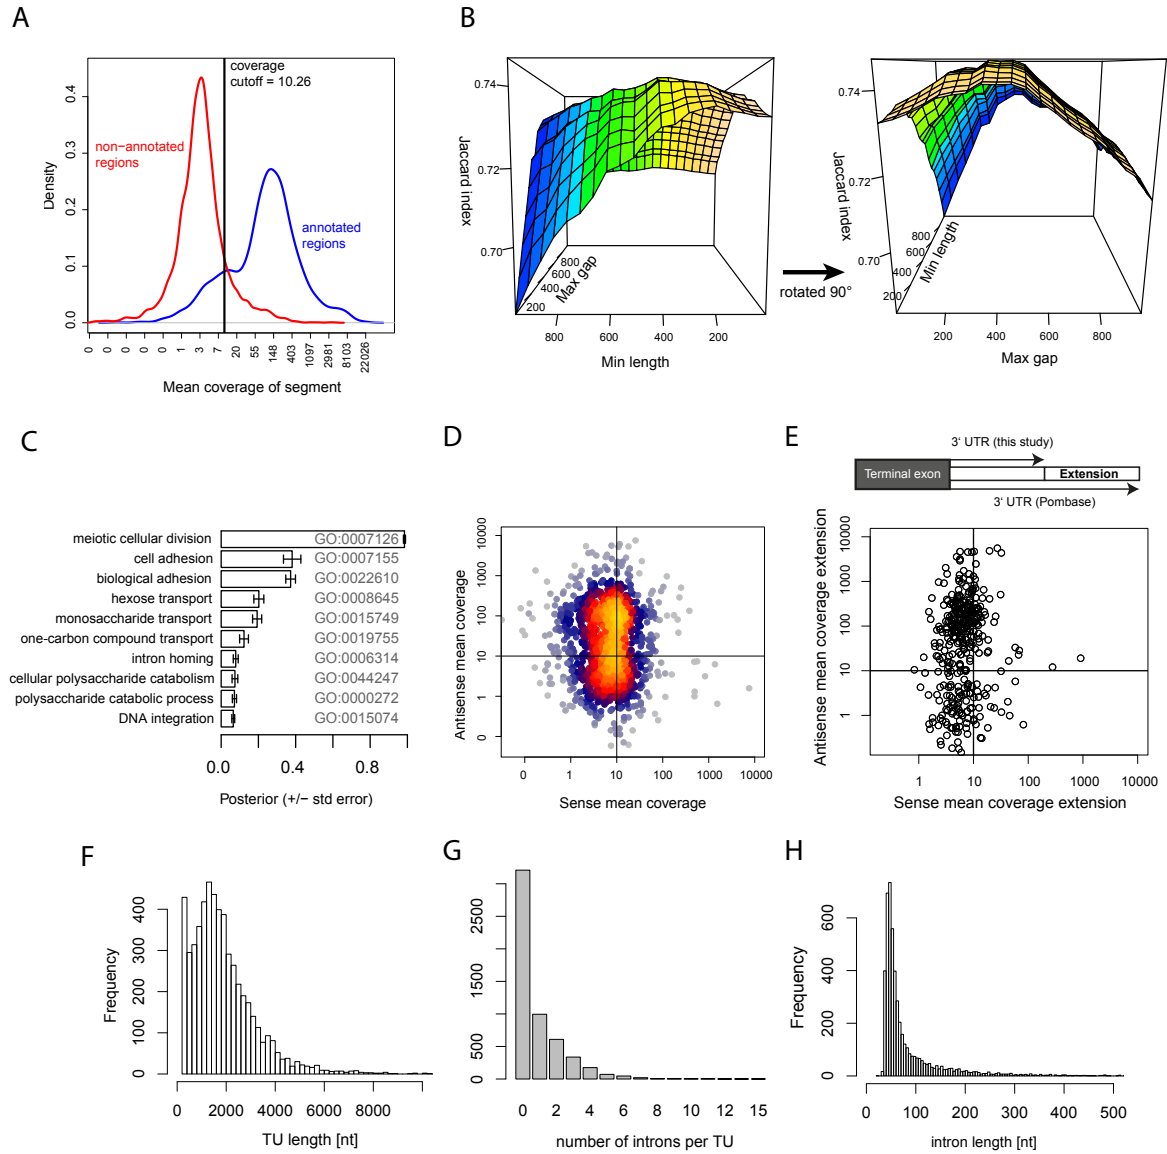 A
coverage
cutoff = 10.26
non−annotated
regions
annotated
regions
Density
0.0
0.1
0.2
0.3
0.4
0
0
0
0
0
1
3
7
20
55
148
403
1097
2981
8103
22026
Mean coverage of segment
B
0.74
0.72
0.70
Jaccard index
200
400
600
800
Max gap
800
600
400
200
Min length
rotated 90°
0.74
0.72
0.70
Jaccard index
200
400
600
800
Min length
200
400
600
800
Max gap
C
meiotic cellular division
GO:0007126
cell adhesion
GO:0007155
biological adhesion
GO:0022610
hexose transport
GO:0008645
monosaccharide transport
GO:0015749
one-carbon compound transport
GO:0019755
intron homing
GO:0006314
cellular polysaccharide catabolism
GO:0044247
polysaccharide catabolic process
GO:0000272
DNA integration
GO:0015074
0.0
0.4
0.8
Posterior (+/− std error)
D
Antisense mean coverage
10000
1000
100
10
1
0
0
1
10
100
1000
10000
Sense mean coverage
E
3‘ UTR (this study)
Terminal exon
Extension
3‘ UTR (Pombase)
Antisense mean coverage extension
10000
1000
100
10
1
1
10
100
1000
10000
Sense mean coverage extension
F
Frequency
0
100
200
300
400
0
2000
4000
6000
8000
TU length [nt]
G
0
500
1500
2500
0
2
4
6
8
10
12
15
number of introns per TU
H
Frequency
0
200
400
600
0
100
200
300
400
500
intron length [nt]